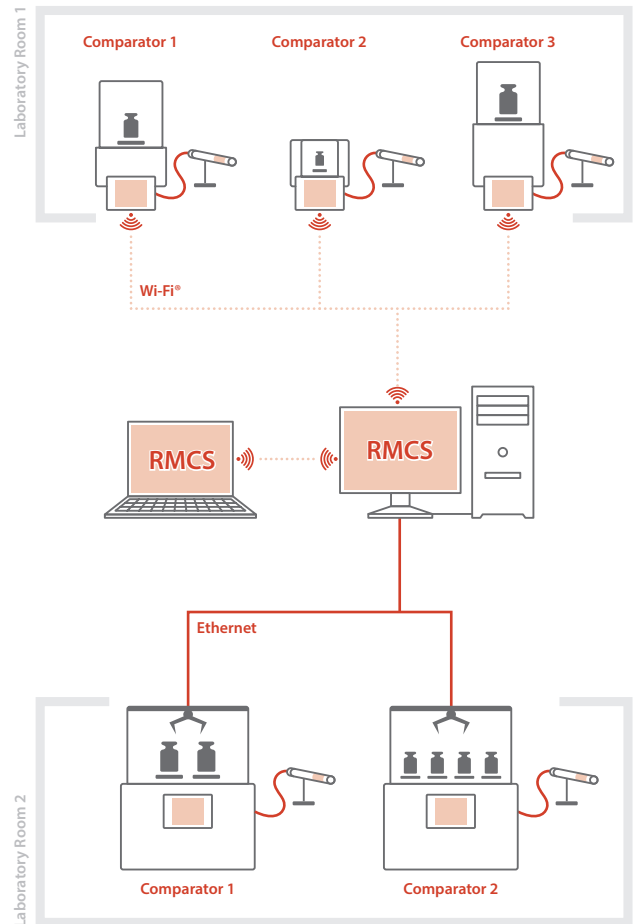 Laboratory Room 1
Comparator 1
Comparator 2
Comparator 3
Wi-Fi®
RMCS
RMCS
Ethernet
Laboratory Room 2
Comparator 1
Comparator 2